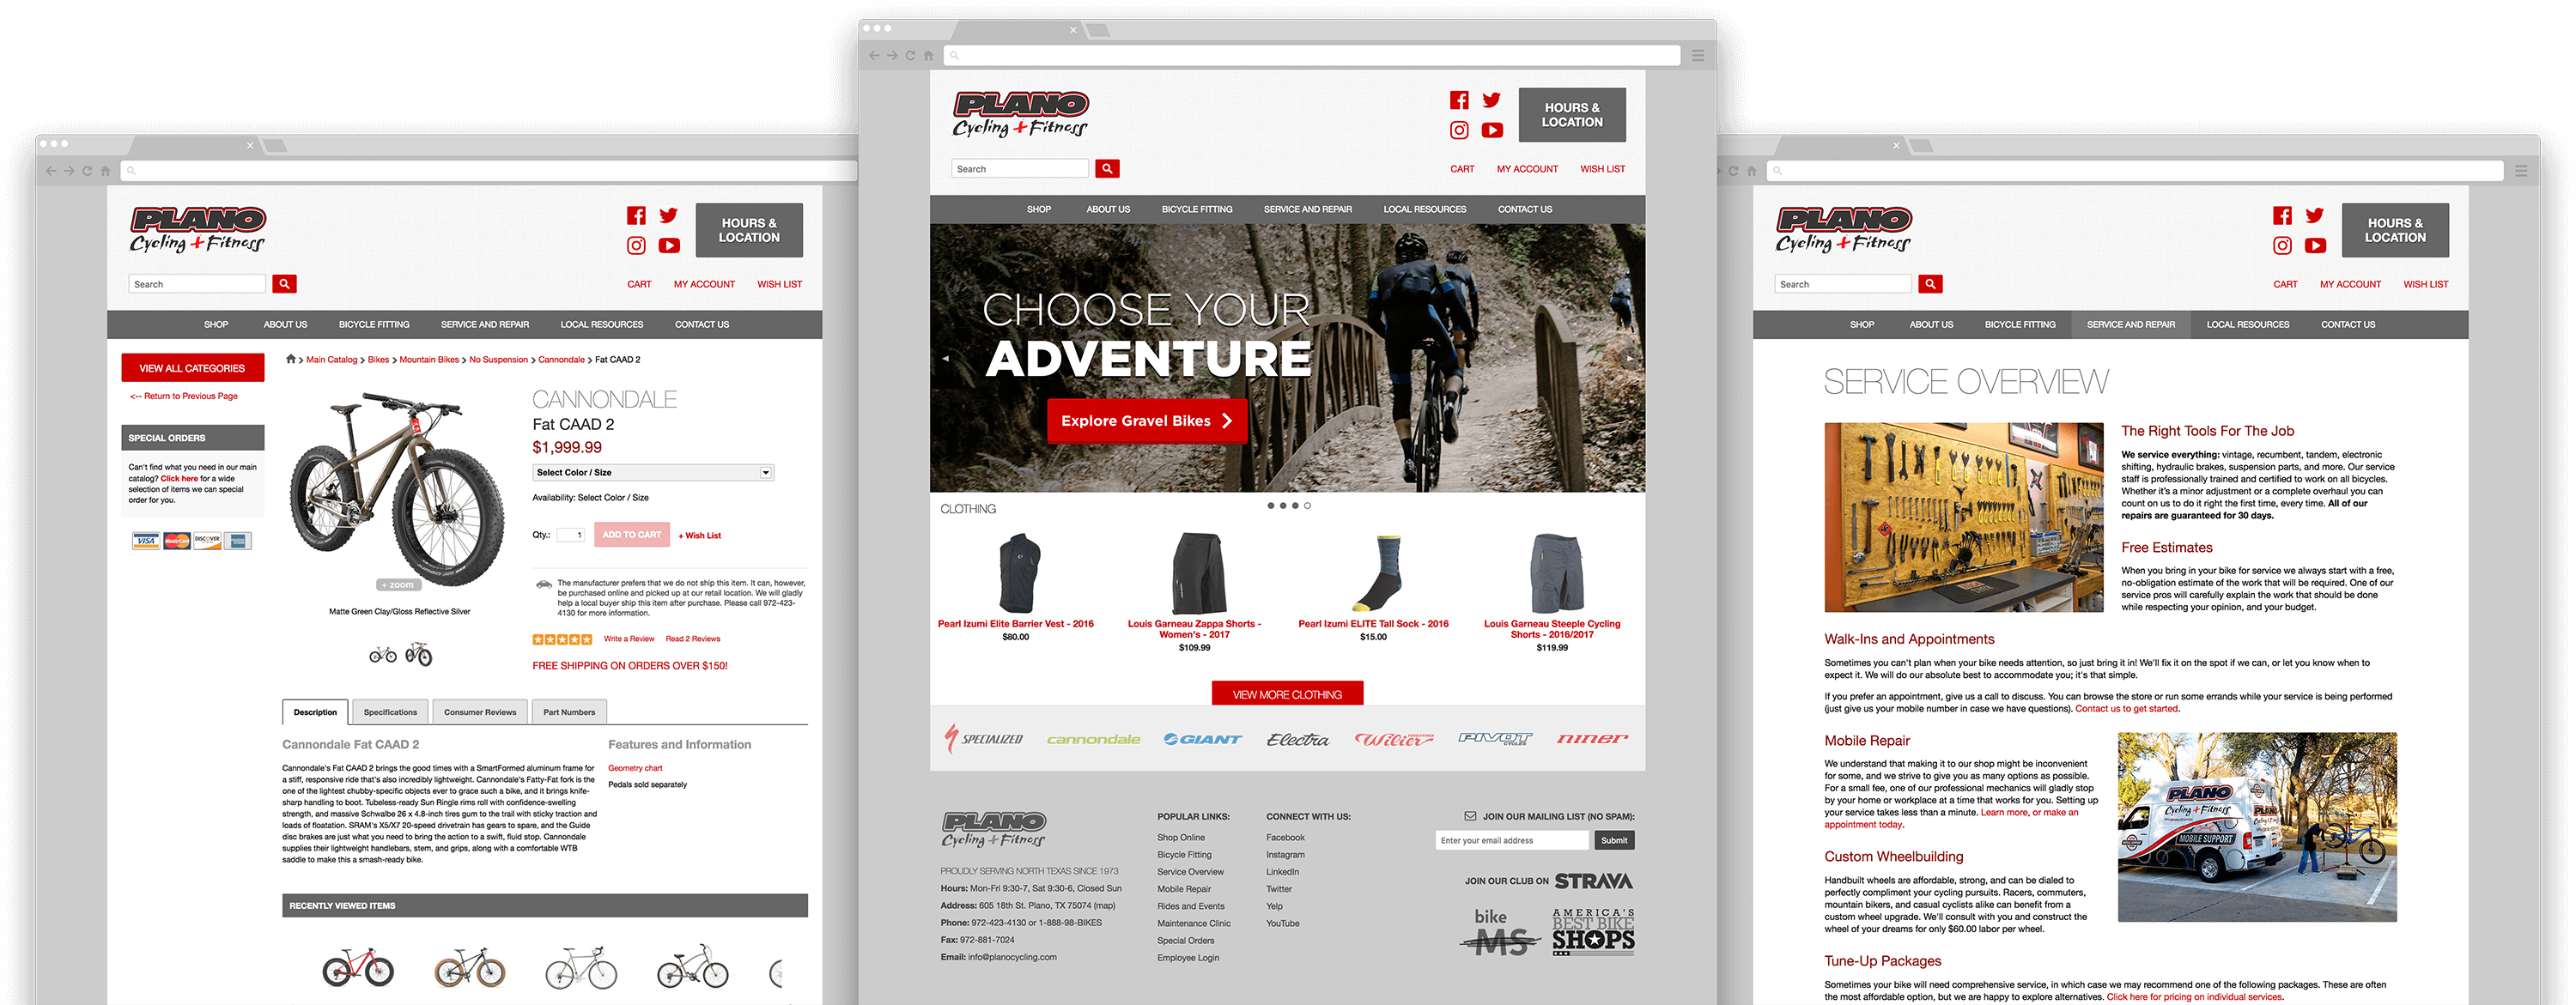 PLANO
Cycling + Fitness
HOURS &
LOCATION
Search
CART MY ACCOUNT WISH LIST
SHOP ABOUT US BICYCLE FITTING SERVICE AND REPAIR LOCAL RESOURCES CONTACT US
VIEW ALL CATEGORIES
<-- Return to Previous Page
SPECIAL ORDERS
Can't find what you need in our main
catalog? Click here for a wide
selection of items we can special
order for you.
VISA MasterCard DISCOVER
Main Catalog > Bikes > Mountain Bikes > No Suspension > Cannondale > Fat CAAD 2
+ zoom
Matte Green Clay/Gloss Reflective Silver
CANNONDALE
Fat CAAD 2
$1,999.99
Select Color / Size
Availability: Select Color / Size
Qty.: 1 ADD TO CART + Wish List
The manufacturer prefers that we do not ship this item. It can, however,
be purchased online and picked up at our retail location. We will gladly
help a local buyer ship this item after purchase. Please call 972-423-
4130 for more information.
Write a Review Read 2 Reviews
FREE SHIPPING ON ORDERS OVER $150!
Description Specifications Consumer Reviews Part Numbers
Cannondale Fat CAAD 2
Cannondale's Fat CAAD 2 brings the good times with a SmartFormed aluminum frame for
a stiff, responsive ride that's also incredibly lightweight. Cannondale's Fatty-Fat fork is the
one of the lightest chubby-specific objects ever to grace such a bike, and it brings knife-
sharp handling to boot. Tubeless-ready Sun Ringle rims roll with confidence-swelling
strength, and massive Schwalbe 26 x 4.8-inch tires gum to the trail with sticky traction and
loads of floatation. SRAM's X5/X7 20-speed drivetrain has gears to spare, and the Guide
disc brakes are just what you need to bring the action to a swift, fluid stop. Cannondale
supplies their lightweight handlebars, stem, and grips, along with a comfortable WTB
saddle to make this a smash-ready bike.
Features and Information
Geometry chart
Pedals sold separately
RECENTLY VIEWED ITEMS
PLANO
Cycling + Fitness
HOURS &
LOCATION
Search
CART MY ACCOUNT WISH LIST
SHOP ABOUT US BICYCLE FITTING SERVICE AND REPAIR LOCAL RESOURCES CONTACT US
CHOOSE YOUR
ADVENTURE
Explore Gravel Bikes
CLOTHING
Pearl Izumi Elite Barrier Vest - 2016
$80.00
Louis Garneau Zappa Shorts -
Women's - 2017
$109.99
Pearl Izumi ELITE Tall Sock - 2016
$15.00
Louis Garneau Steeple Cycling
Shorts - 2016/2017
$119.99
VIEW MORE CLOTHING
SPECIALIZED cannondale GIANT Electra Wilier PIVOT CYCLES niner
PLANO
Cycling + Fitness
PROUDLY SERVING NORTH TEXAS SINCE 1973
Hours: Mon-Fri 9:30-7, Sat 9:30-6, Closed Sun
Address: 605 18th St. Plano, TX 75074 (map)
Phone: 972-423-4130 or 1-888-98-BIKES
Fax: 972-881-7024
Email: info@planocycling.com
POPULAR LINKS:
Shop Online
Bicycle Fitting
Service Overview
Mobile Repair
Rides and Events
Maintenance Clinic
Special Orders
Employee Login
CONNECT WITH US:
Facebook
Instagram
LinkedIn
Twitter
Yelp
YouTube
JOIN OUR MAILING LIST (NO SPAM):
Enter your email address Submit
JOIN OUR CLUB ON STRAVA
bike
MS
AMERICA'S
BEST BIKE
SHOPS
PLANO
Cycling + Fitness
HOURS &
LOCATION
Search
CART MY ACCOUNT WISH LIST
SHOP ABOUT US BICYCLE FITTING SERVICE AND REPAIR LOCAL RESOURCES CONTACT US
SERVICE OVERVIEW
The Right Tools For The Job
We service everything: vintage, recumbent, tandem, electronic
shifting, hydraulic brakes, suspension parts, and more. Our service
staff is professionally trained and certified to work on all bicycles.
Whether it's a minor adjustment or a complete overhaul you can
count on us to do it right the first time, every time. All of our
repairs are guaranteed for 30 days.
Free Estimates
When you bring in your bike for service we always start with a free,
no-obligation estimate of the work that will be required. One of our
service pros will carefully explain the work that should be done
while respecting your opinion, and your budget.
Walk-Ins and Appointments
Sometimes you can't plan when your bike needs attention, so just bring it in! We'll fix it on the spot if we can, or let you know when to
expect it. We will do our absolute best to accommodate you; it's that simple.
If you prefer an appointment, give us a call to discuss. You can browse the store or run some errands while your service is being performed
(just give us your mobile number in case we have questions). Contact us to get started.
Mobile Repair
We understand that making it to our shop might be inconvenient
for some, and we strive to give you as many options as possible.
For a small fee, one of our professional mechanics will gladly stop
by your home or workplace at a time that works for you. Setting up
your service takes less than a minute. Learn more, or make an
appointment today.
PLANO
Cycling + Fitness
MOBILE SUPPORT
Custom Wheelbuilding
Handbuilt wheels are affordable, strong, and can be dialed to
perfectly compliment your cycling pursuits. Racers, commuters,
mountain bikers, and casual cyclists alike can benefit from a
custom wheel upgrade. We'll consult with you and construct the
wheel of your dreams for only $60.00 labor per wheel.
Tune-Up Packages
Sometimes your bike will need comprehensive service, in which case we may recommend one of the following packages. These are often
the most affordable option, but we are happy to explore alternatives. Click here for pricing on individual services.